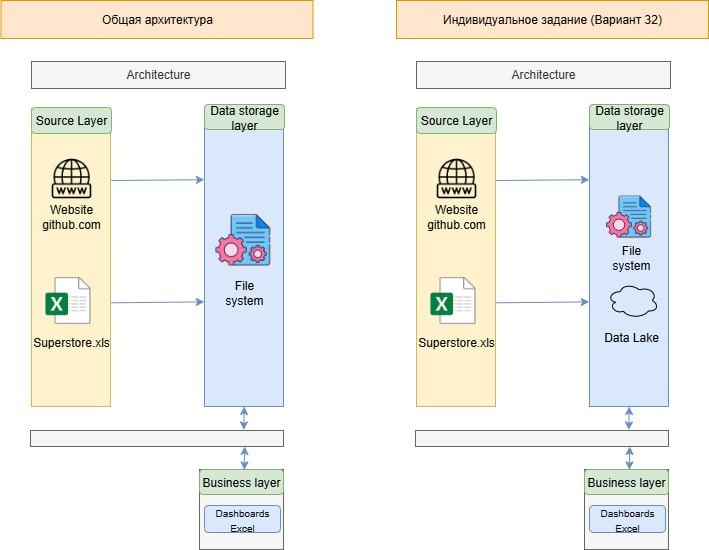 Общая архитектура
Architecture
Source Layer
Data storage
layer
WWW
Website
github.com
File
system
X
Superstore.xls
Business layer
Dashboards
Excel
Индивидуальное задание (Вариант 32)
Architecture
Source Layer
Data storage
layer
WWW
Website
github.com
File
system
X
Superstore.xls
Data Lake
Business layer
Dashboards
Excel